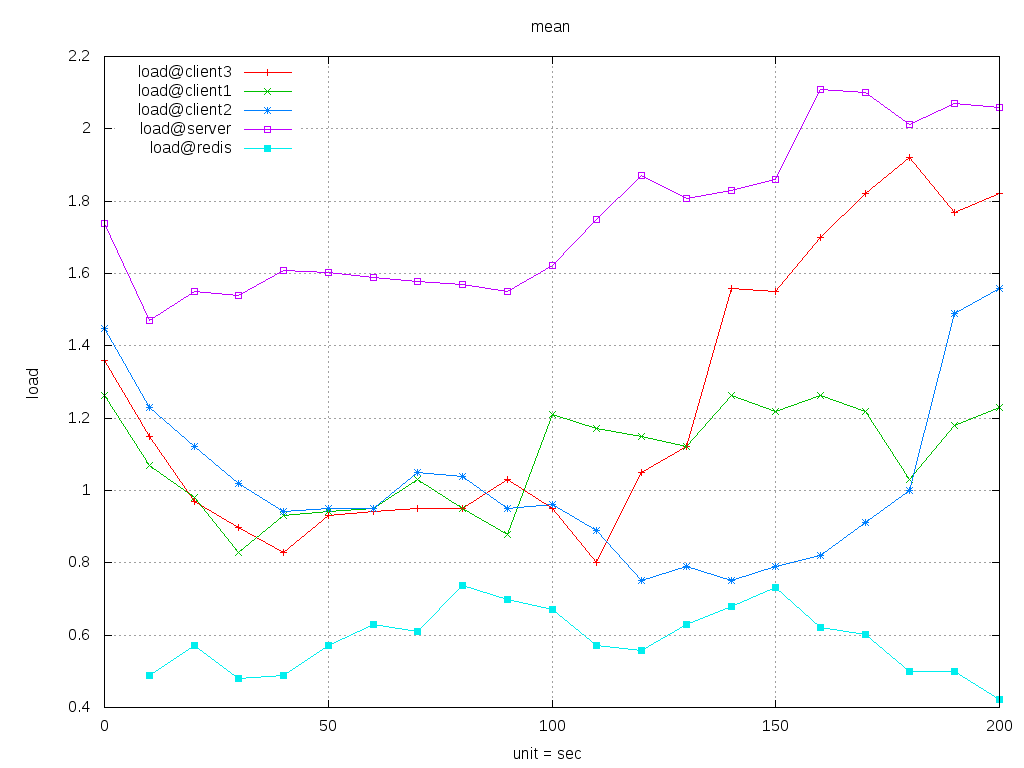 mean
2.2
2
1.8
1.6
1.4
1.2
1
0.8
0.6
0.4
load
load@client3
load@client1
load@client2
load@server
load@redis
0 50 100 150 200
unit = sec